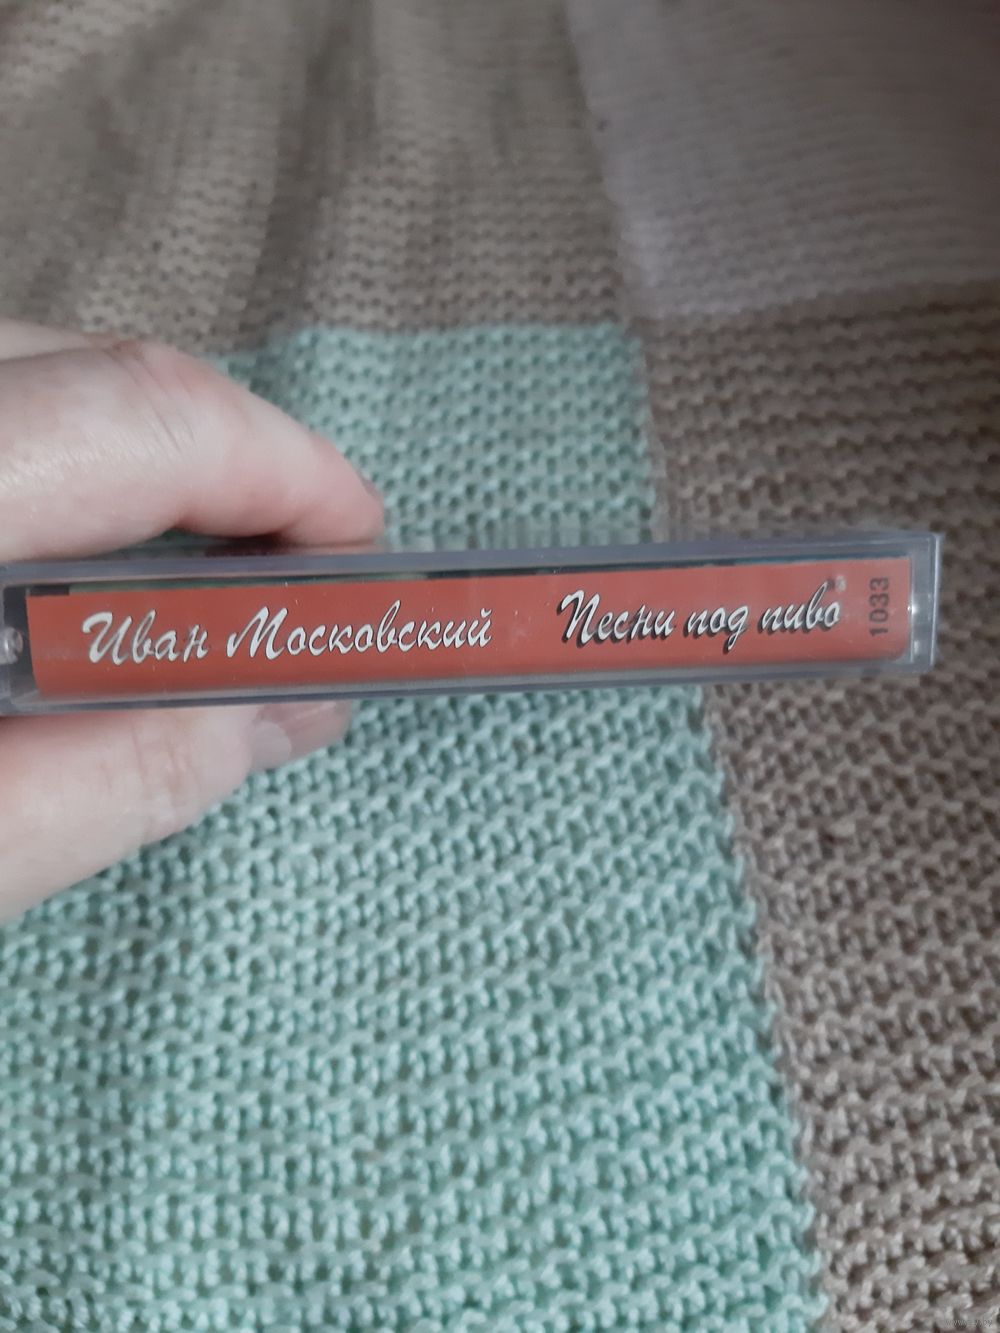 Иван Московский Песни под пиво 1033